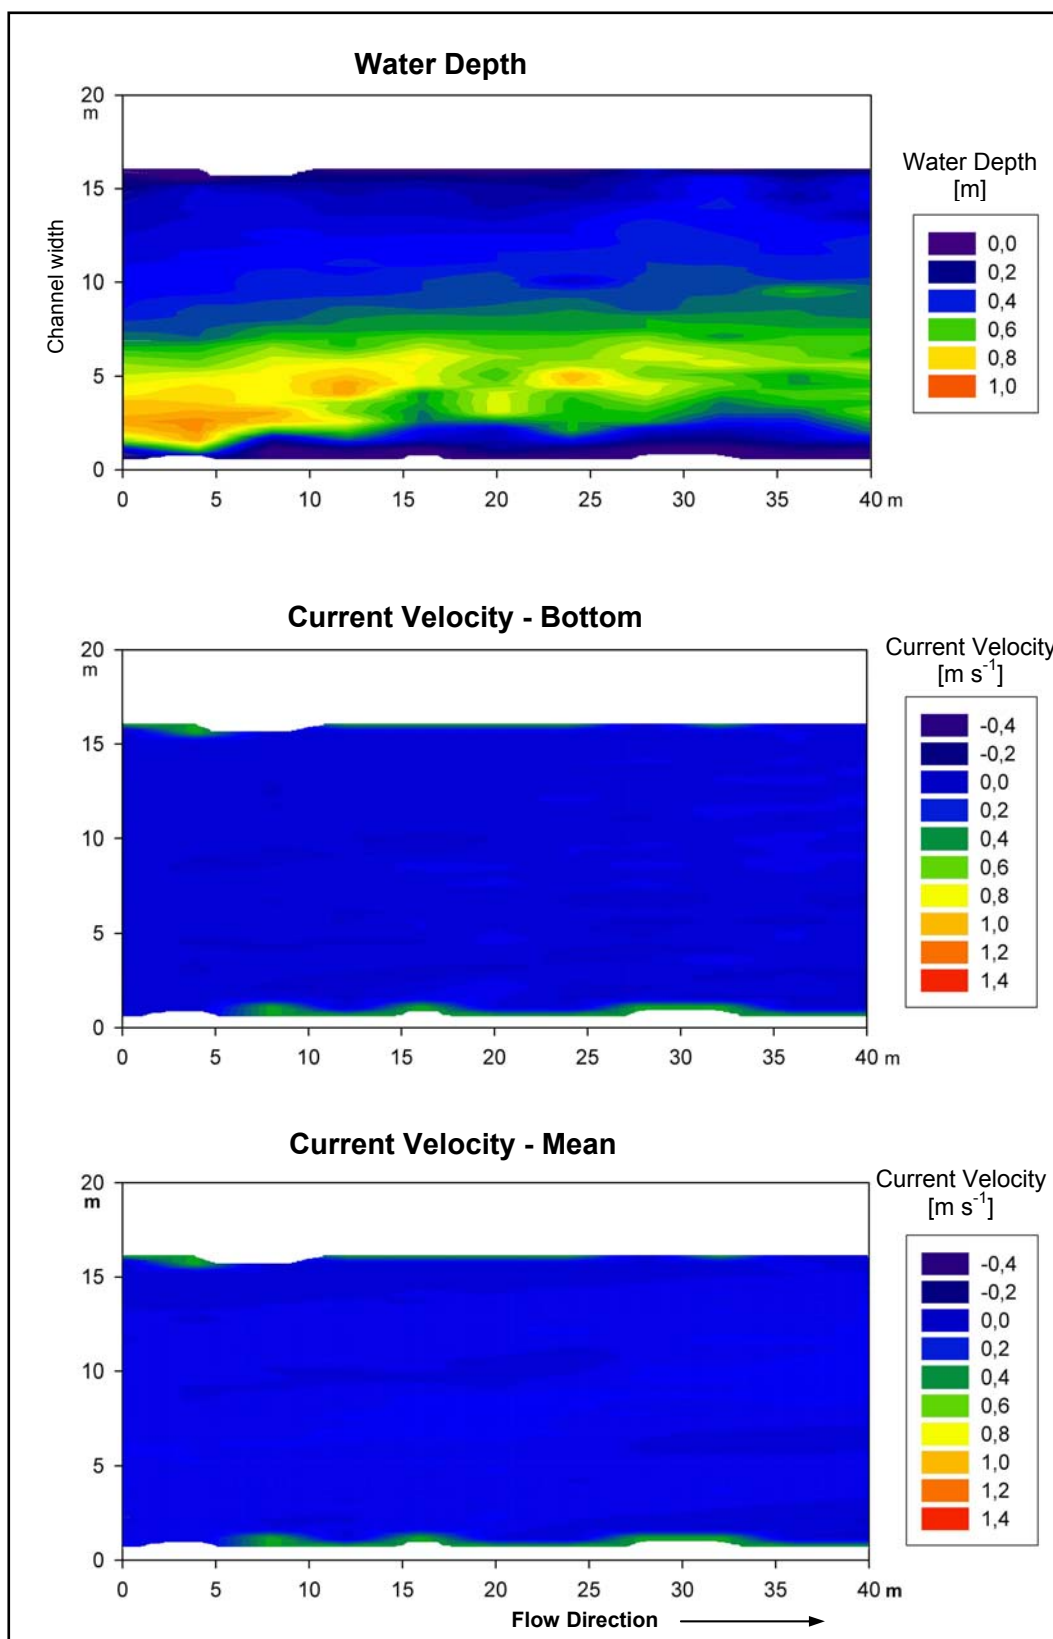 Water Depth
20
m
15
10
5
0
Channel width
0 5 10 15 20 25 30 35 40 m
Water Depth
[m]
0,0
0,2
0,4
0,6
0,8
1,0
Current Velocity - Bottom
20
m
15
10
5
0
0 5 10 15 20 25 30 35 40 m
Current Velocity
[m s-1]
-0,4
-0,2
0,0
0,2
0,4
0,6
0,8
1,0
1,2
1,4
Current Velocity - Mean
20
m
15
10
5
0
0 5 10 15 20 25 30 35 40 m
Current Velocity
[m s-1]
-0,4
-0,2
0,0
0,2
0,4
0,6
0,8
1,0
1,2
1,4
Flow Direction